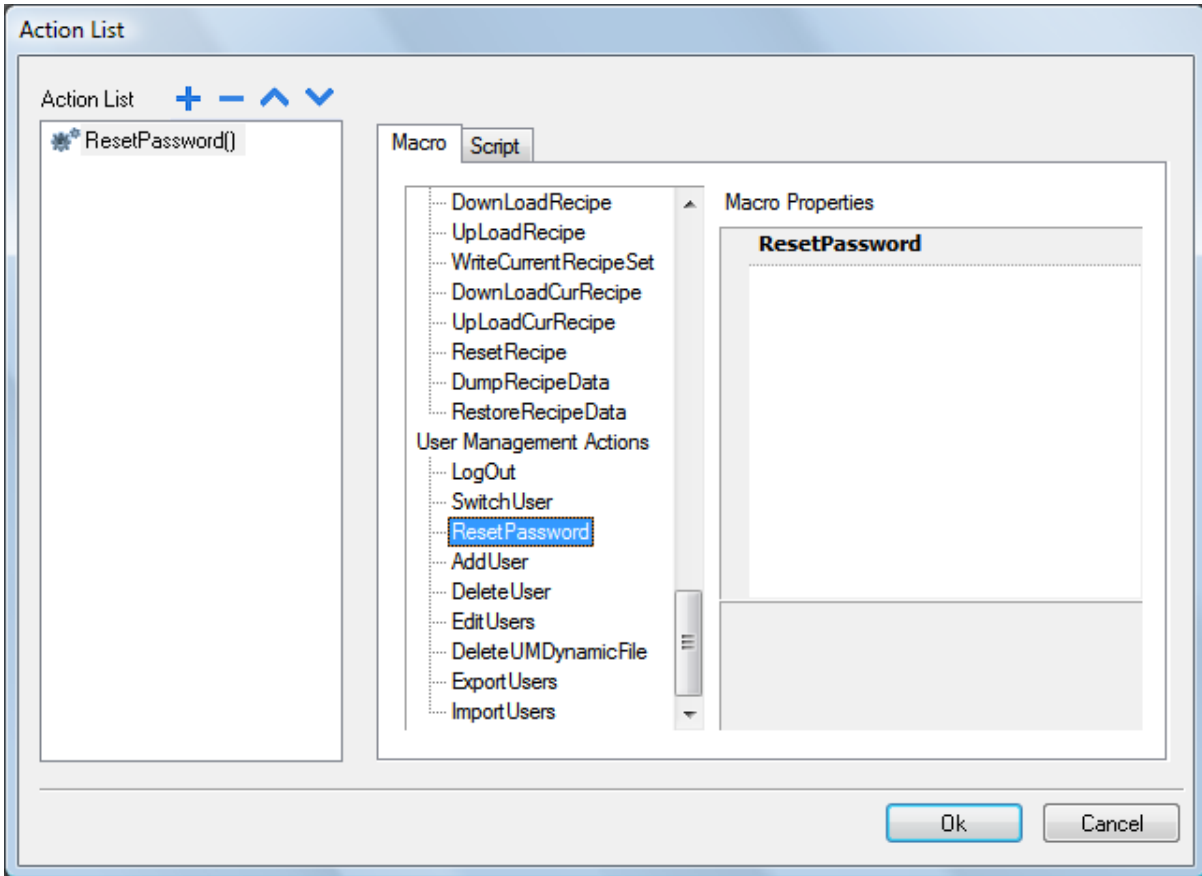 Action List
Action List
ResetPassword()
Macro
Script
DownLoadRecipe
UpLoadRecipe
WriteCurrentRecipeSet
DownLoadCurRecipe
UpLoadCurRecipe
ResetRecipe
DumpRecipeData
RestoreRecipeData
User Management Actions
LogOut
SwitchUser
ResetPassword
AddUser
DeleteUser
EditUsers
DeleteUMDynamicFile
ExportUsers
ImportUsers
Macro Properties
ResetPassword
Ok
Cancel